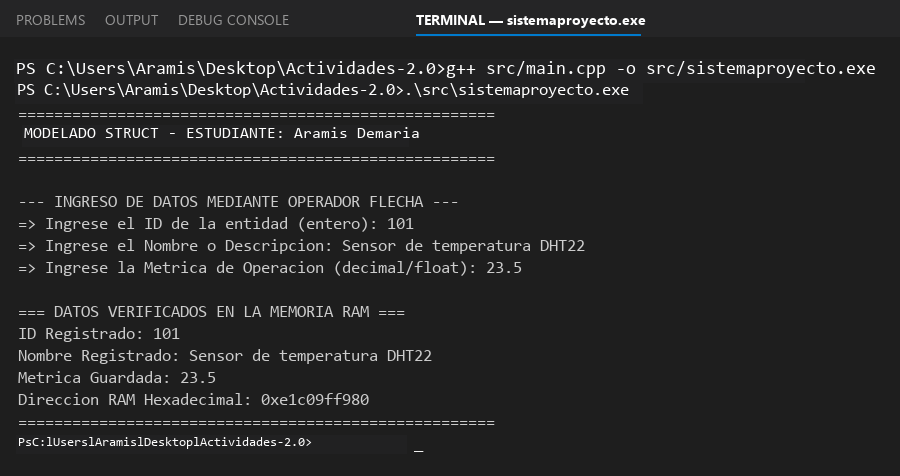 PROBLEMS OUTPUT DEBUG CONSOLE TERMINAL — sistemaproyecto.exe
PS C:\Users\Aramis\Desktop\Actividades-2.0>g++ src/main.cpp -o src/sistemaproyecto.exe
PS C:\Users\Aramis\Desktop\Actividades-2.0>.\src\sistemaproyecto.exe
=====================================================
MODELADO STRUCT - ESTUDIANTE: Aramis Demaria
=====================================================
--- INGRESO DE DATOS MEDIANTE OPERADOR FLECHA ---
=> Ingrese el ID de la entidad (entero): 101
=> Ingrese el Nombre o Descripcion: Sensor de temperatura DHT22
=> Ingrese la Metrica de Operacion (decimal/float): 23.5
=== DATOS VERIFICADOS EN LA MEMORIA RAM ===
ID Registrado: 101
Nombre Registrado: Sensor de temperatura DHT22
Metrica Guardada: 23.5
Direccion RAM Hexadecimal: 0xe1c09ff980
=====================================================
PsC:lUserslAramislDesktoplActividades-2.0> _